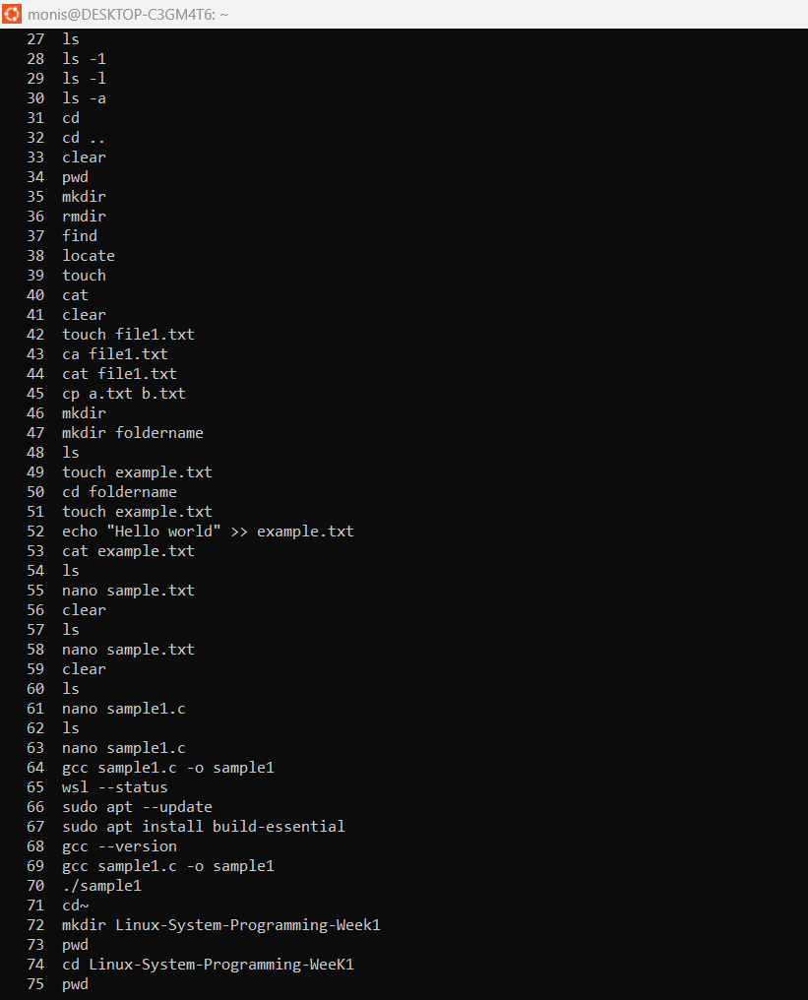 monis@DESKTOP-C3GM4T6: ~
27 ls
28 ls -1
29 ls -l
30 ls -a
31 cd
32 cd ..
33 clear
34 pwd
35 mkdir
36 rmdir
37 find
38 locate
39 touch
40 cat
41 clear
42 touch file1.txt
43 ca file1.txt
44 cat file1.txt
45 cp a.txt b.txt
46 mkdir
47 mkdir foldername
48 ls
49 touch example.txt
50 cd foldername
51 touch example.txt
52 echo "Hello world" >> example.txt
53 cat example.txt
54 ls
55 nano sample.txt
56 clear
57 ls
58 nano sample.txt
59 clear
60 ls
61 nano sample1.c
62 ls
63 nano sample1.c
64 gcc sample1.c -o sample1
65 wsl --status
66 sudo apt --update
67 sudo apt install build-essential
68 gcc --version
69 gcc sample1.c -o sample1
70 ./sample1
71 cd~
72 mkdir Linux-System-Programming-Week1
73 pwd
74 cd Linux-System-Programming-WeeK1
75 pwd